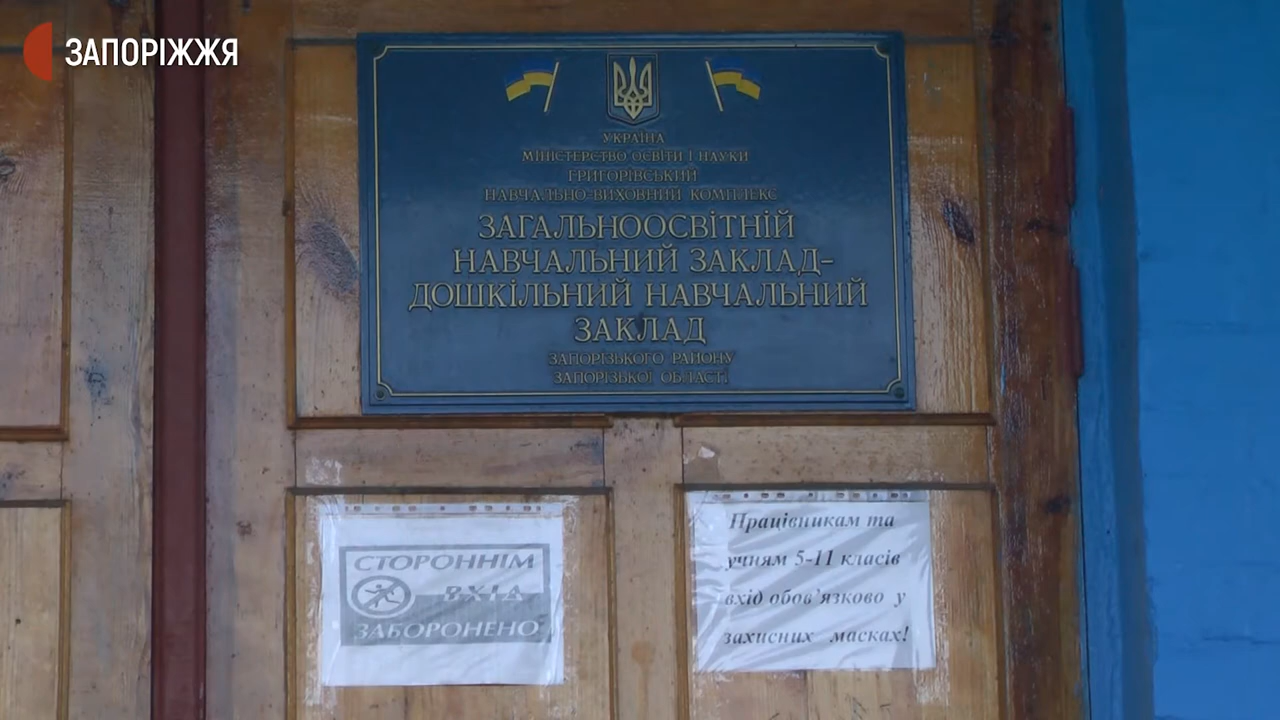 ЗАПОРІЖЖЯ
УКРАЇНА
МІНІСТЕРСТВО ОСВІТИ І НАУКИ
ГРИГОРІВСЬКИЙ
НАВЧАЛЬНО-ВИХОВНИЙ КОМПЛЕКС
ЗАГАЛЬНООСВІТНІЙ
НАВЧАЛЬНИЙ ЗАКЛАД-
ДОШКІЛЬНИЙ НАВЧАЛЬНИЙ
ЗАКЛАД
ЗАПОРІЗЬКОГО РАЙОНУ
ЗАПОРІЗЬКОЇ ОБЛАСТІ
СТОРОННІМ
ВХІД
ЗАБОРОНЕНО
Працівникам та
учням 5-11 класів
вхід обов'язково у
захисних масках!